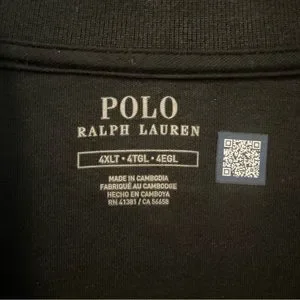 POLO
RALPH LAUREN
4XLT • 4TGL • 4EGL
MADE IN CAMBODIA
FABRIQUÉ AU CAMBODGE
HECHO EN CAMBOYA
RN 41381 / CA 56658